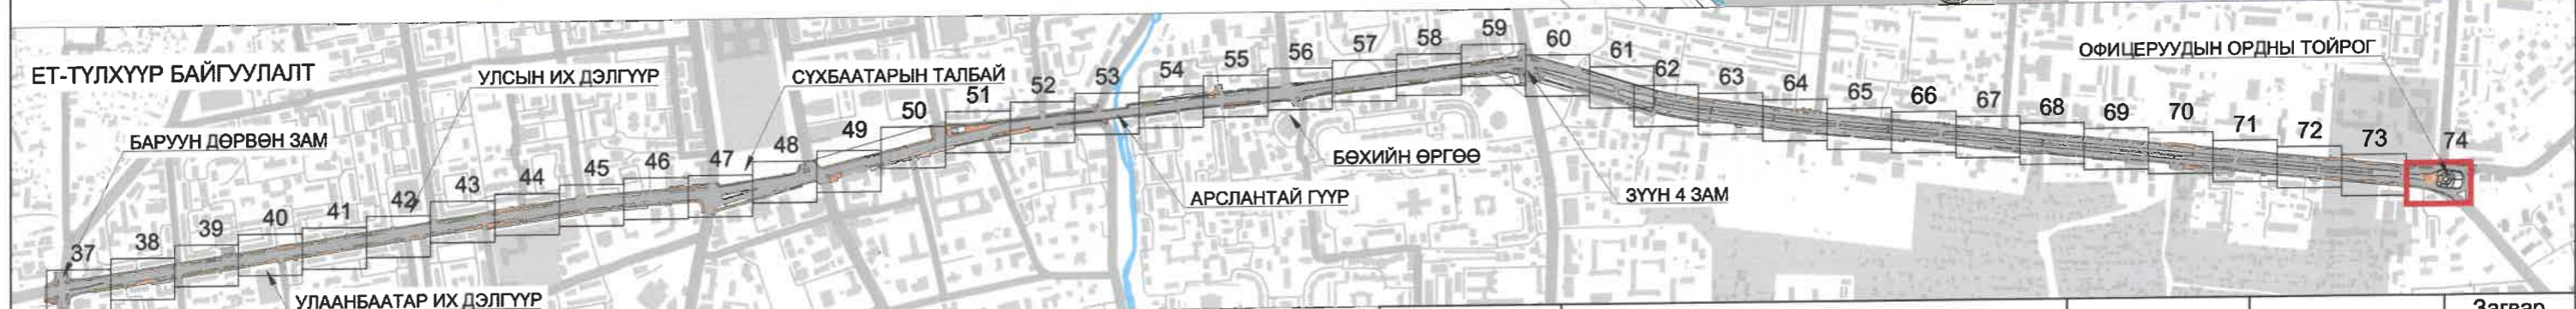 ЕТ-ТҮЛХҮҮР БАЙГУУЛАЛТ
БАРУУН ДӨРВӨН ЗАМ
УЛСЫН ИХ ДЭЛГҮҮР
СҮХБААТАРЫН ТАЛБАЙ
ОФИЦЕРУУДЫН ОРДНЫ ТОЙРОГ
37 38 39 40 41 42 43 44 45 46 47 48 49 50 51 52 53 54 55 56 57 58 59 60 61 62 63 64 65 66 67 68 69 70 71 72 73 74
УЛААНБААТАР ИХ ДЭЛГҮҮР
АРСЛАНТАЙ ГҮҮР
БӨХИЙН ӨРГӨӨ
ЗҮҮН 4 ЗАМ
Загвар